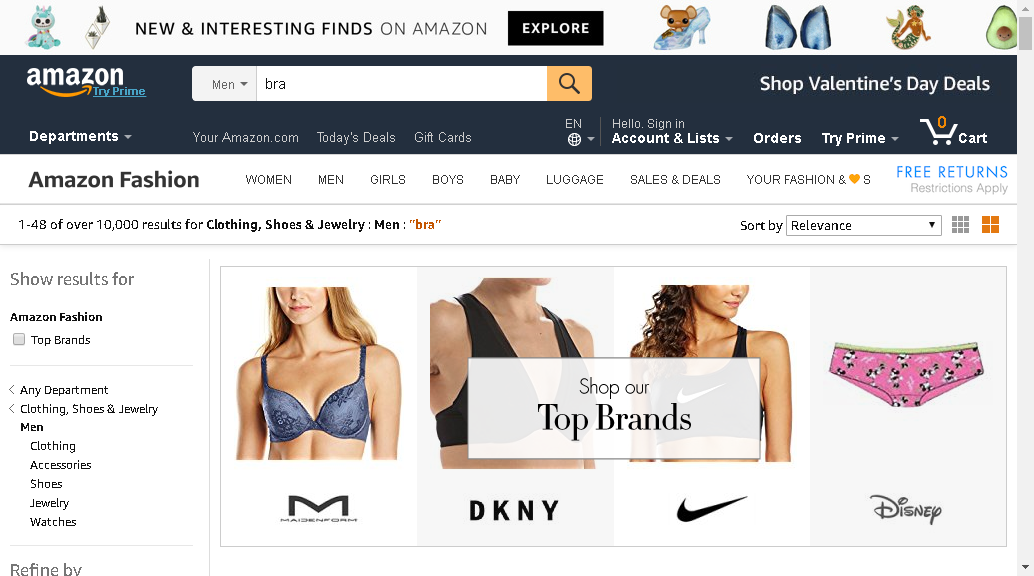 NEW & INTERESTING FINDS ON AMAZON EXPLORE
amazon
Try Prime
Men
bra
Shop Valentine's Day Deals
Departments
Your Amazon.com Today's Deals Gift Cards
EN
Hello. Sign in
Account & Lists
Orders
Try Prime
0
Cart
Amazon Fashion
WOMEN MEN GIRLS BOYS BABY LUGGAGE SALES & DEALS YOUR FASHION & S
FREE RETURNS
Restrictions Apply
1-48 of over 10,000 results for Clothing, Shoes & Jewelry : Men : "bra"
Sort by Relevance
Show results for
Amazon Fashion
Top Brands
Any Department
Clothing, Shoes & Jewelry
Men
Clothing
Accessories
Shoes
Jewelry
Watches
Refine by
Shop our
Top Brands
MAIDENFORM
DKNY
Disney